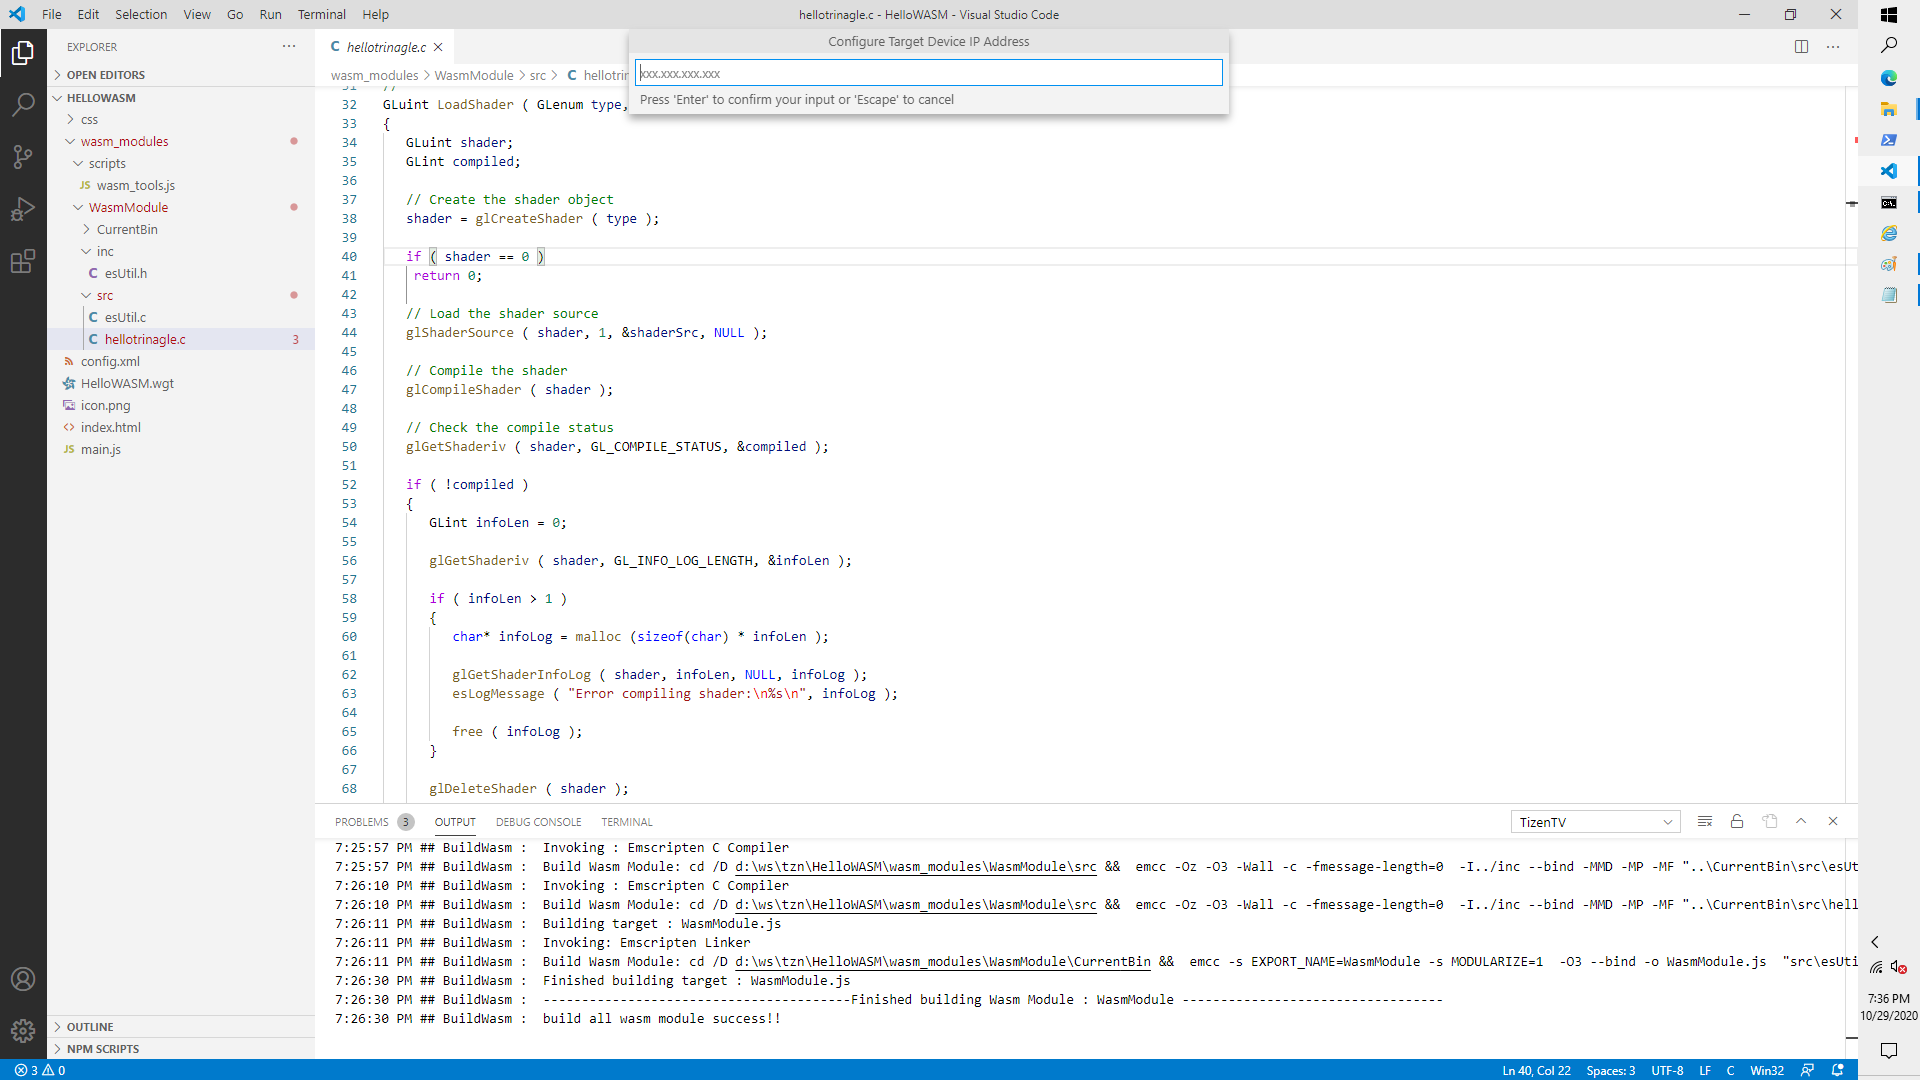 File Edit Selection View Go Run Terminal Help
hellotrinagle.c - HelloWASM - Visual Studio Code
EXPLORER
OPEN EDITORS
HELLOWASM
css
wasm_modules
scripts
JS wasm_tools.js
WasmModule
CurrentBin
inc
C esUtil.h
src
C esUtil.c
C hellotrinagle.c 3
config.xml
HelloWASM.wgt
icon.png
index.html
JS main.js
OUTLINE
NPM SCRIPTS
C hellotrinagle.c
wasm_modules > WasmModule > src > C hellotrin
Configure Target Device IP Address
xxx.xxx.xxx.xxx
Press 'Enter' to confirm your input or 'Escape' to cancel
31 //
32 GLuint LoadShader ( GLenum type,
33 {
34 GLuint shader;
35 GLint compiled;
36
37 // Create the shader object
38 shader = glCreateShader ( type );
39
40 if ( shader == 0 )
41 return 0;
42
43 // Load the shader source
44 glShaderSource ( shader, 1, &shaderSrc, NULL );
45
46 // Compile the shader
47 glCompileShader ( shader );
48
49 // Check the compile status
50 glGetShaderiv ( shader, GL_COMPILE_STATUS, &compiled );
51
52 if ( !compiled )
53 {
54 GLint infoLen = 0;
55
56 glGetShaderiv ( shader, GL_INFO_LOG_LENGTH, &infoLen );
57
58 if ( infoLen > 1 )
59 {
60 char* infoLog = malloc (sizeof(char) * infoLen );
61
62 glGetShaderInfoLog ( shader, infoLen, NULL, infoLog );
63 esLogMessage ( "Error compiling shader:\n%s\n", infoLog );
64
65 free ( infoLog );
66 }
67
68 glDeleteShader ( shader );
PROBLEMS 3 OUTPUT DEBUG CONSOLE TERMINAL
TizenTV
7:25:57 PM ## BuildWasm : Invoking : Emscripten C Compiler
7:25:57 PM ## BuildWasm : Build Wasm Module: cd /D d:\ws\tzn\HelloWASM\wasm_modules\WasmModule\src && emcc -Oz -O3 -Wall -c -fmessage-length=0 -I../inc --bind -MMD -MP -MF "..\CurrentBin\src\esUt
7:26:10 PM ## BuildWasm : Invoking : Emscripten C Compiler
7:26:10 PM ## BuildWasm : Build Wasm Module: cd /D d:\ws\tzn\HelloWASM\wasm_modules\WasmModule\src && emcc -Oz -O3 -Wall -c -fmessage-length=0 -I../inc --bind -MMD -MP -MF "..\CurrentBin\src\hell
7:26:11 PM ## BuildWasm : Building target : WasmModule.js
7:26:11 PM ## BuildWasm : Invoking: Emscripten Linker
7:26:11 PM ## BuildWasm : Build Wasm Module: cd /D d:\ws\tzn\HelloWASM\wasm_modules\WasmModule\CurrentBin && emcc -s EXPORT_NAME=WasmModule -s MODULARIZE=1 -O3 --bind -o WasmModule.js "src\esUti
7:26:30 PM ## BuildWasm : Finished building target : WasmModule.js
7:26:30 PM ## BuildWasm : ----------------------------------------Finished building Wasm Module : WasmModule ----------------------------------
7:26:30 PM ## BuildWasm : build all wasm module success!!
3 0
Ln 40, Col 22 Spaces: 3 UTF-8 LF C Win32
7:36 PM
10/29/2020